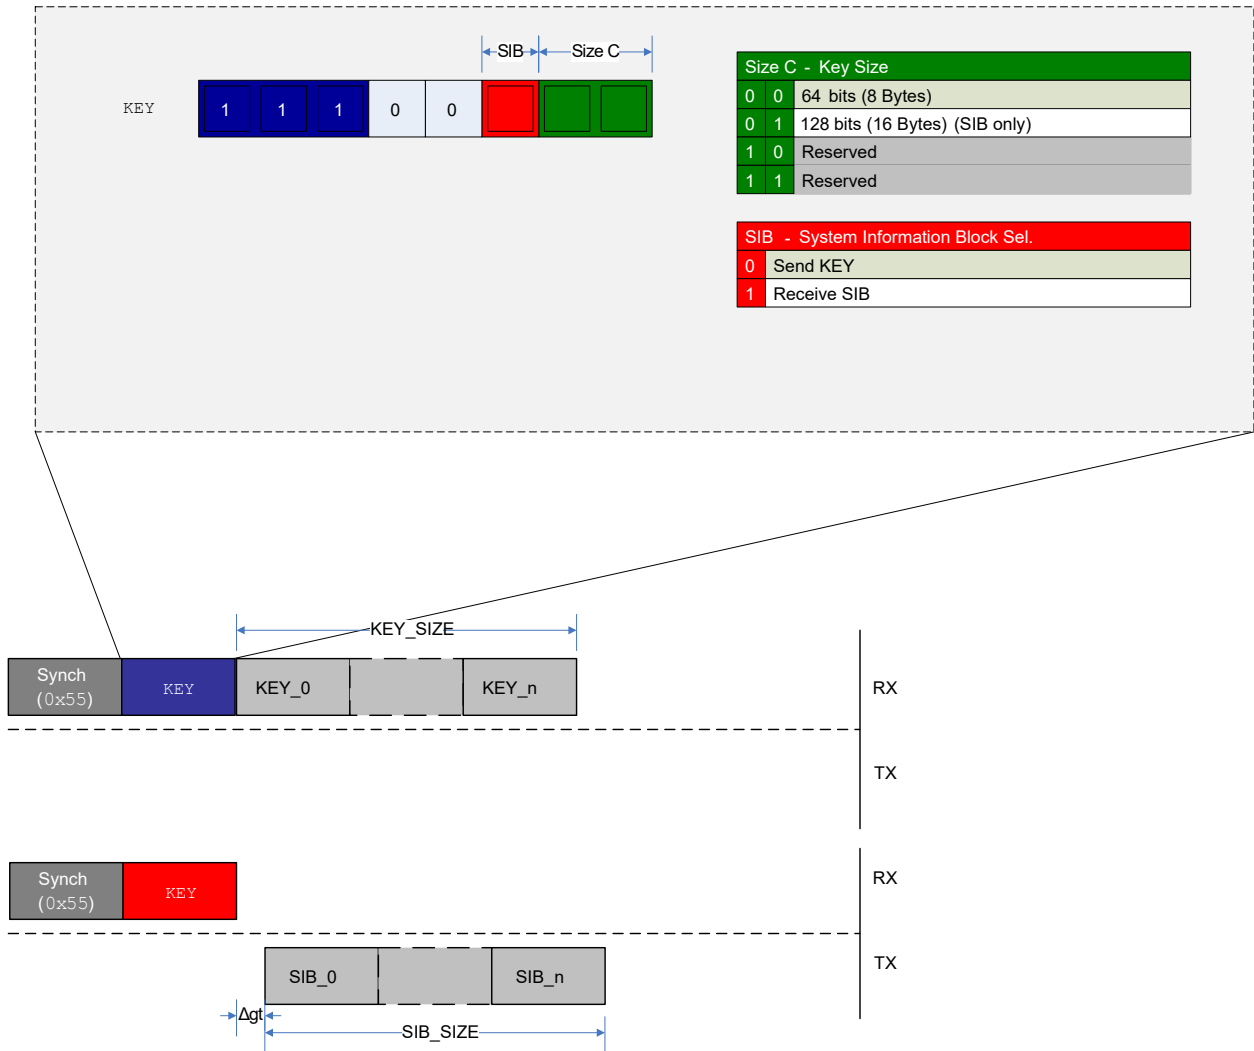 SIB Size C
KEY 1 1 1 0 0
Size C - Key Size
0 0 64 bits (8 Bytes)
0 1 128 bits (16 Bytes) (SIB only)
1 0 Reserved
1 1 Reserved
SIB - System Information Block Sel.
0 Send KEY
1 Receive SIB
KEY_SIZE
Synch
(0x55)
KEY
KEY_0
KEY_n
RX
TX
Synch
(0x55)
KEY
RX
SIB_0
SIB_n
TX
Δgt
SIB_SIZE